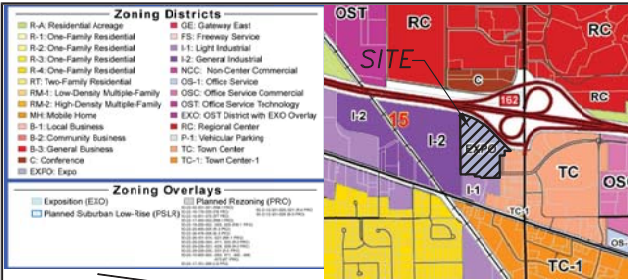 Zoning Districts
R-A: Residential Acreage
R-1: One-Family Residential
R-2: One-Family Residential
R-3: One-Family Residential
R-4: One-Family Residential
RT: Two-Family Residential
RM-1: Low-Density Multiple-Family
RM-2: High-Density Multiple-Family
MH: Mobile Home
B-1: Local Business
B-2: Community Business
B-3: General Business
C: Conference
EXPO: Expo
GE: Gateway East
FS: Freeway Service
I-1: Light Industrial
I-2: General Industrial
NCC: Non-Center Commercial
OS-1: Office Service
OSC: Office Service Commercial
OST: Office Service Technology
EXO: OST District with EXO Overlay
RC: Regional Center
P-1: Vehicular Parking
TC: Town Center
TC-1: Town Center-1
Zoning Overlays
Exposition (EXO)
Planned Suburban Low-Rise (PSLR)
Planned Rezoning (PRO)
OST
RC
RC
SITE
C
RC
162
I-2
15
I-2
EXPO
TC
OS
I-1
TC-1
OS-
TC-1